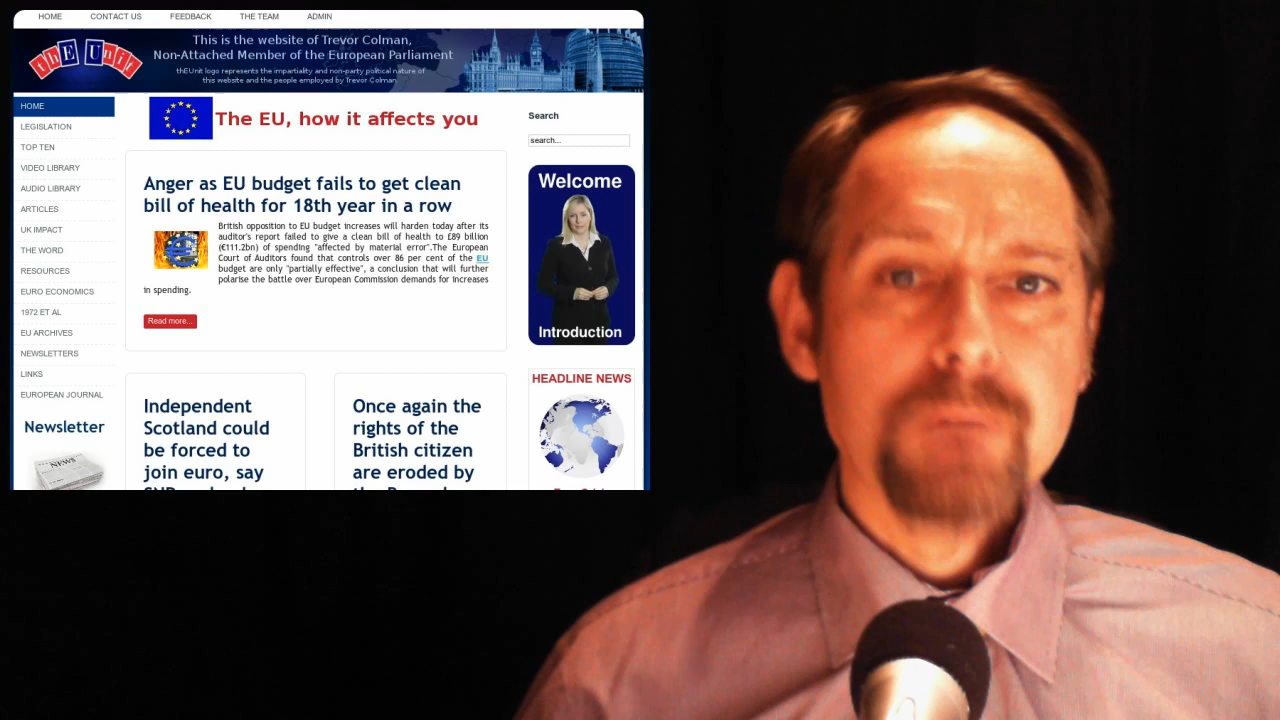 HOME CONTACT US FEEDBACK THE TEAM ADMIN
thEUnit
This is the website of Trevor Colman,
Non-Attached Member of the European Parliament
thEUnit logo represents the impartiality and non-party political nature of
this website and the people employed by Trevor Colman.
HOME
LEGISLATION
TOP TEN
VIDEO LIBRARY
AUDIO LIBRARY
ARTICLES
UK IMPACT
THE WORD
RESOURCES
EURO ECONOMICS
1972 ET AL
EU ARCHIVES
NEWSLETTERS
LINKS
EUROPEAN JOURNAL
Newsletter
NEWS
The EU, how it affects you
Anger as EU budget fails to get clean
bill of health for 18th year in a row
British opposition to EU budget increases will harden today after its
auditor's report failed to give a clean bill of health to £89 billion
(€111.2bn) of spending "affected by material error".The European
Court of Auditors found that controls over 86 per cent of the EU
budget are only "partially effective", a conclusion that will further
polarise the battle over European Commission demands for increases
in spending.
Read more...
Independent
Scotland could
be forced to
join euro, say
Once again the
rights of the
British citizen
are eroded by
Search
search...
Welcome
Introduction
HEADLINE NEWS